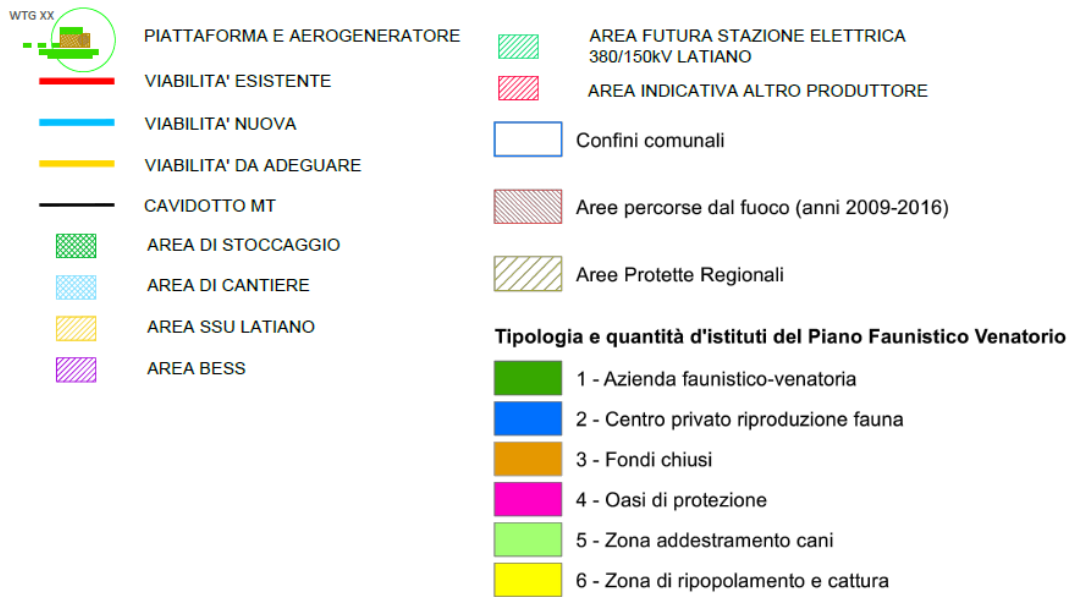 WTG XX
PIATTAFORMA E AEROGENERATORE
VIABILITA' ESISTENTE
VIABILITA' NUOVA
VIABILITA' DA ADEGUARE
CAVIDOTTO MT
AREA DI STOCCAGGIO
AREA DI CANTIERE
AREA SSU LATIANO
AREA BESS
AREA FUTURA STAZIONE ELETTRICA
380/150kV LATIANO
AREA INDICATIVA ALTRO PRODUTTORE
Confini comunali
Aree percorse dal fuoco (anni 2009-2016)
Aree Protette Regionali
Tipologia e quantità d'istituti del Piano Faunistico Venatorio
1 - Azienda faunistico-venatoria
2 - Centro privato riproduzione fauna
3 - Fondi chiusi
4 - Oasi di protezione
5 - Zona addestramento cani
6 - Zona di ripopolamento e cattura